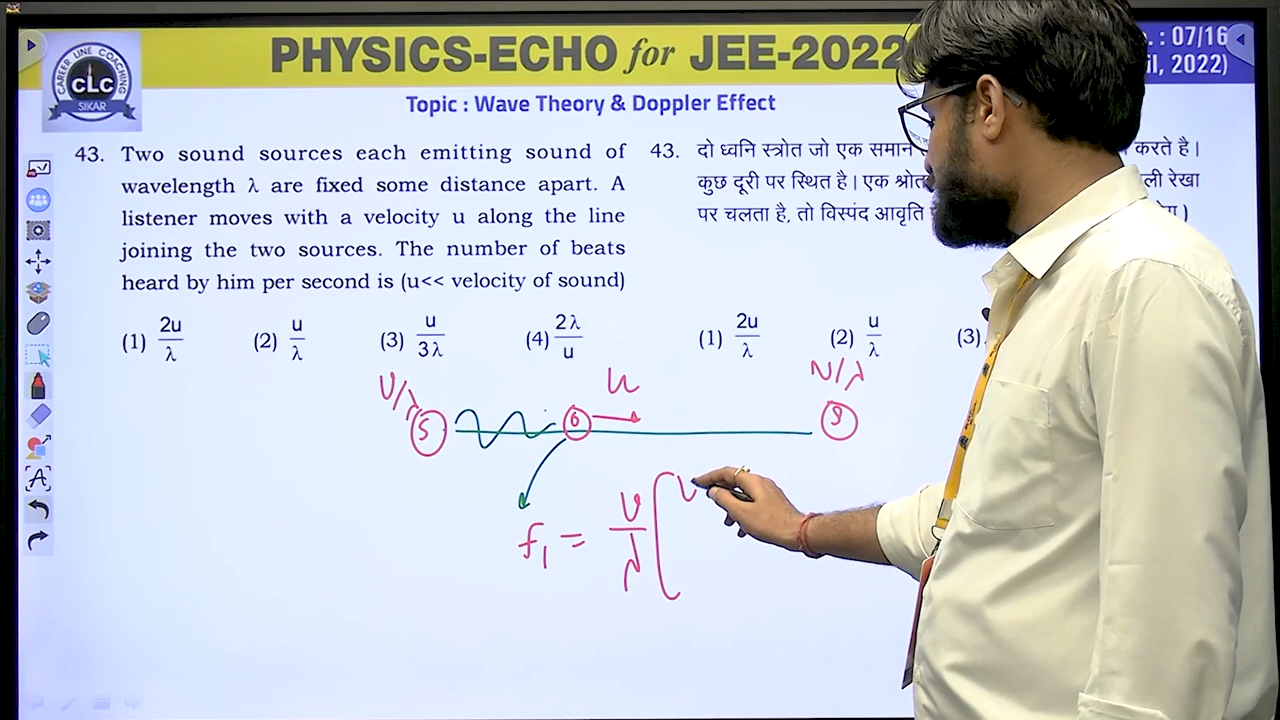 PHYSICS-ECHO for JEE-2022
.: 07/16
il, 2022)
CAREER LINE COACHING
CLC
SIKAR
Topic : Wave Theory & Doppler Effect
43. Two sound sources each emitting sound of
wavelength λ are fixed some distance apart. A
listener moves with a velocity u along the line
joining the two sources. The number of beats
heard by him per second is (u<< velocity of sound)
(1) 2u/λ (2) u/λ (3) u/3λ (4) 2λ/u
43. दो ध्वनि स्त्रोत जो एक समान करते है।
कुछ दूरी पर स्थित है। एक श्रोत ली रेखा
पर चलता है, तो विस्पंद आवृति
(1) 2u/λ (2) u/λ (3)
v/λ u v/λ
S O S
f₁ = v/λ [ v